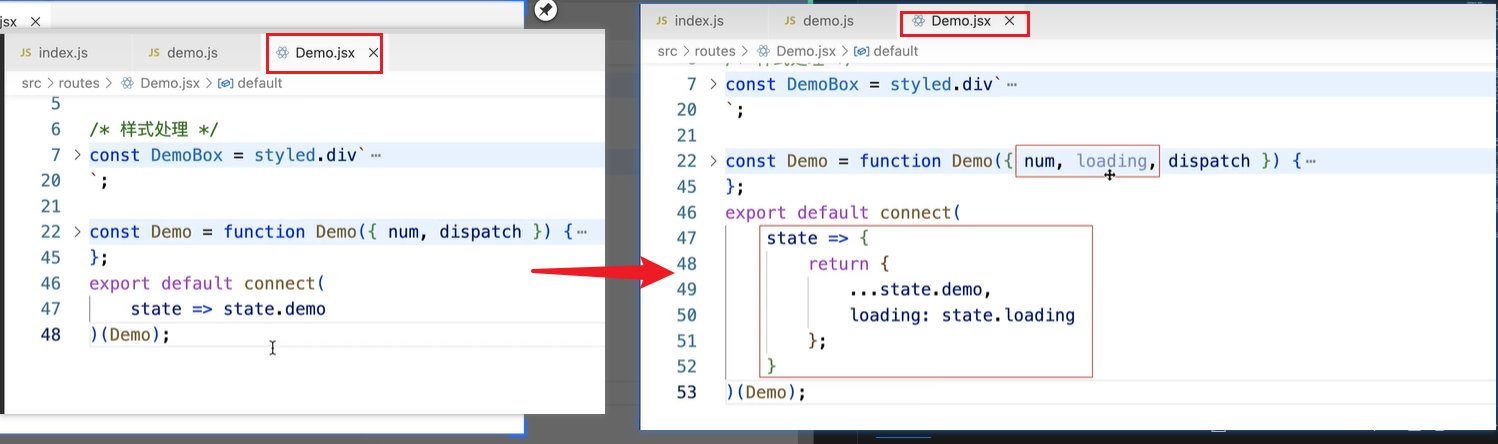 jsx ×
JS index.js JS demo.js Demo.jsx ×
src > routes > Demo.jsx > default
5
6 /* 样式处理 */
7 > const DemoBox = styled.div` ⋯
20 `;
21
22 > const Demo = function Demo({ num, dispatch }) { ⋯
45 };
46 export default connect(
47 state => state.demo
48 )(Demo);
JS index.js JS demo.js Demo.jsx ×
src > routes > Demo.jsx > default
7 > const DemoBox = styled.div` ⋯
20 `;
21
22 > const Demo = function Demo({ num, loading, dispatch }) { ⋯
45 };
46 export default connect(
47 state => {
48 return {
49 ...state.demo,
50 loading: state.loading
51 };
52 }
53 )(Demo);